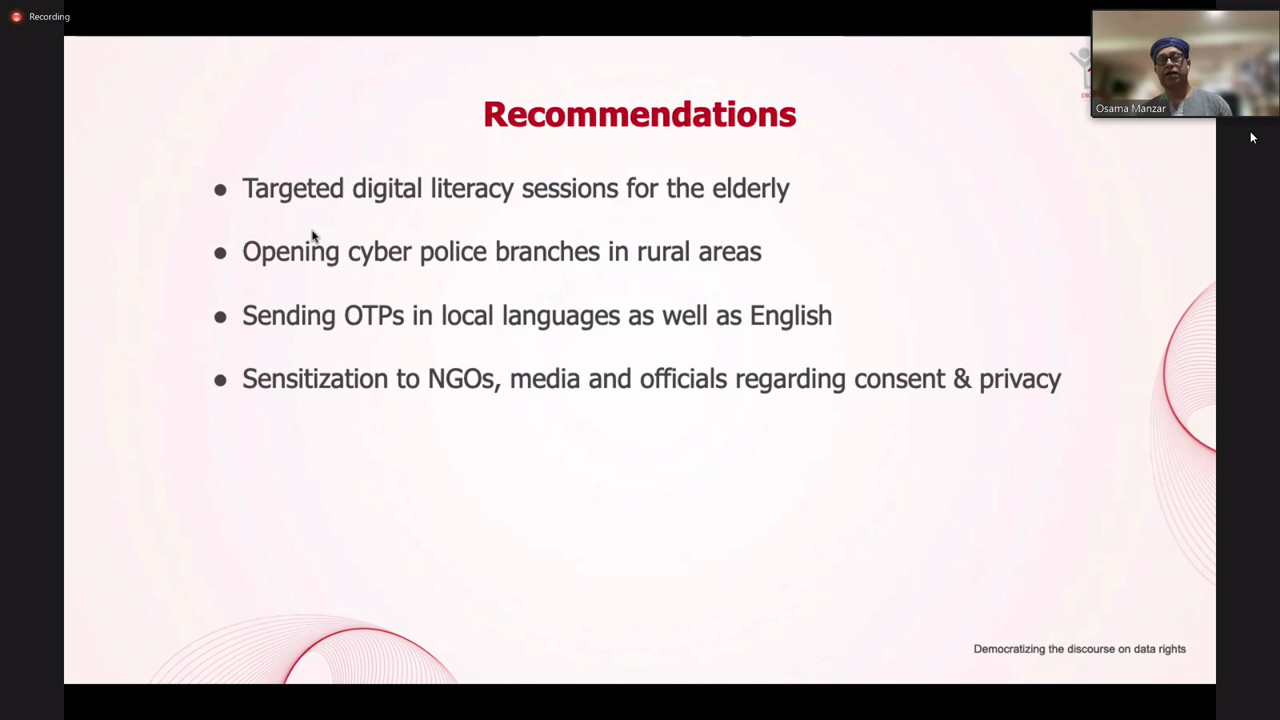 Recording
Osama Manzar
Recommendations
● Targeted digital literacy sessions for the elderly
● Opening cyber police branches in rural areas
● Sending OTPs in local languages as well as English
● Sensitization to NGOs, media and officials regarding consent & privacy
Democratizing the discourse on data rights